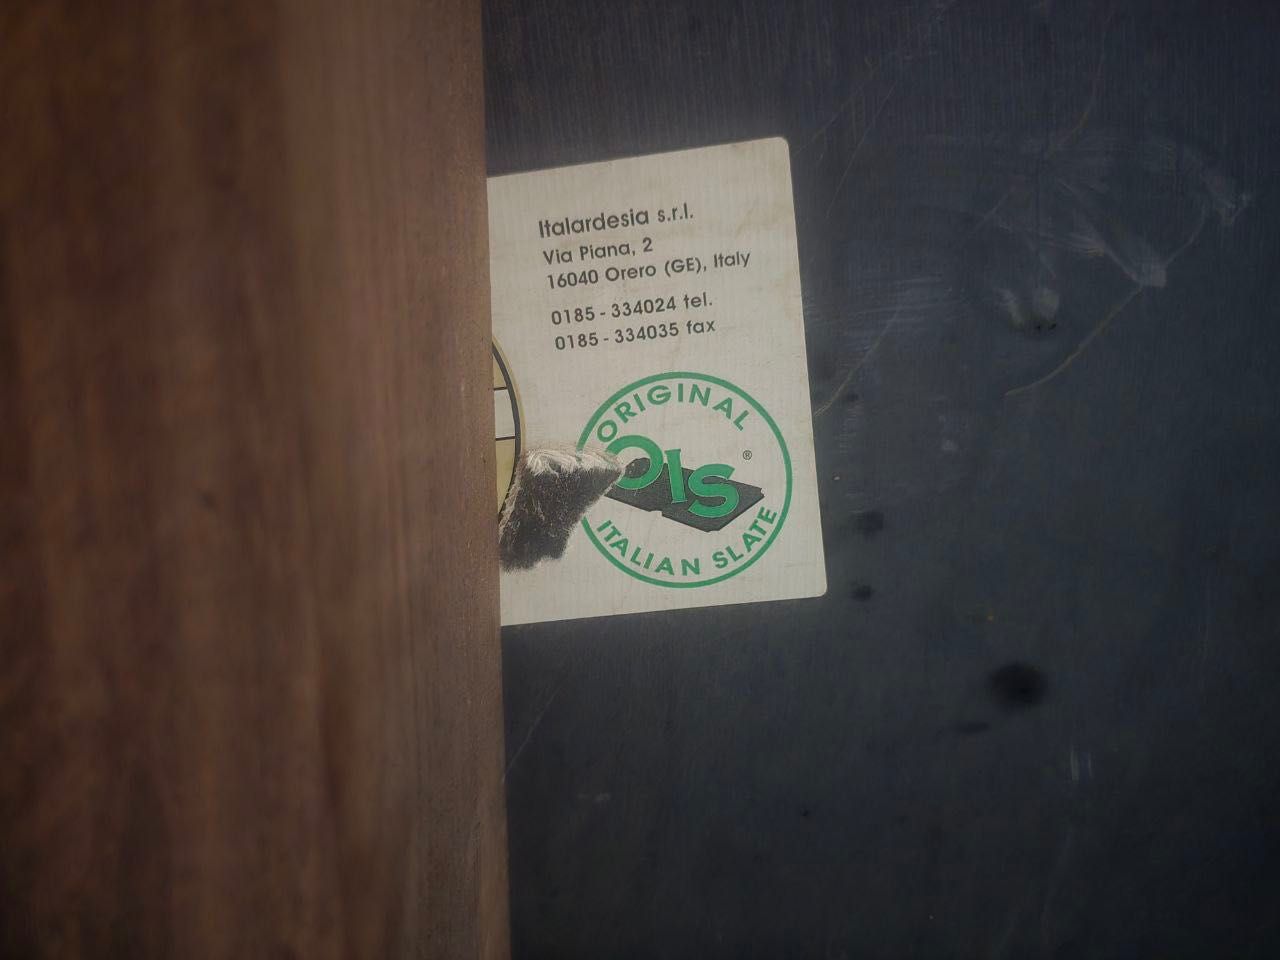 Italardesia s.r.l.
Via Piana, 2
16040 Orero (GE), Italy
0185 - 334024 tel.
0185 - 334035 fax
ORIGINAL
OIS ®
ITALIAN SLATE